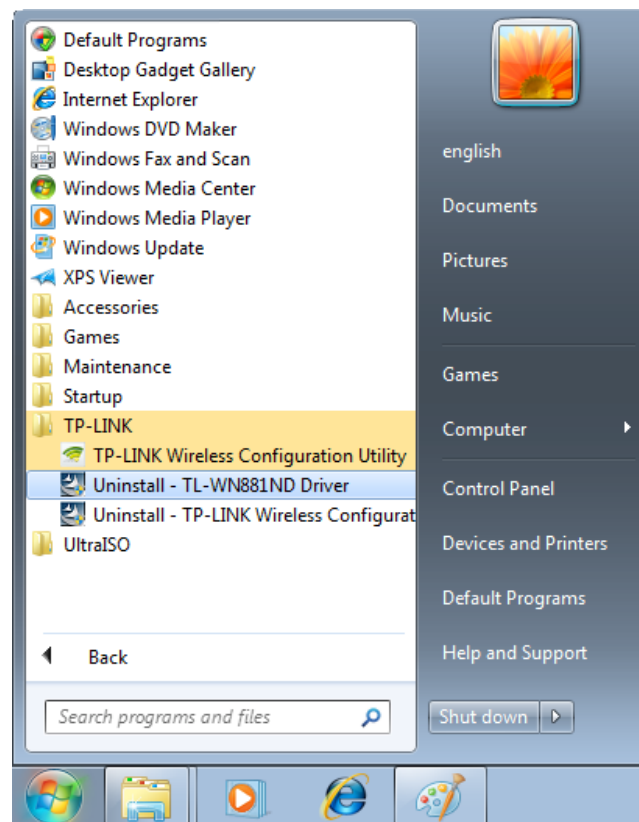 Default Programs
Desktop Gadget Gallery
Internet Explorer
Windows DVD Maker
Windows Fax and Scan
Windows Media Center
Windows Media Player
Windows Update
XPS Viewer
Accessories
Games
Maintenance
Startup
TP-LINK
TP-LINK Wireless Configuration Utility
Uninstall - TL-WN881ND Driver
Uninstall - TP-LINK Wireless Configurat
UltraISO
Back
Search programs and files
english
Documents
Pictures
Music
Games
Computer
Control Panel
Devices and Printers
Default Programs
Help and Support
Shut down